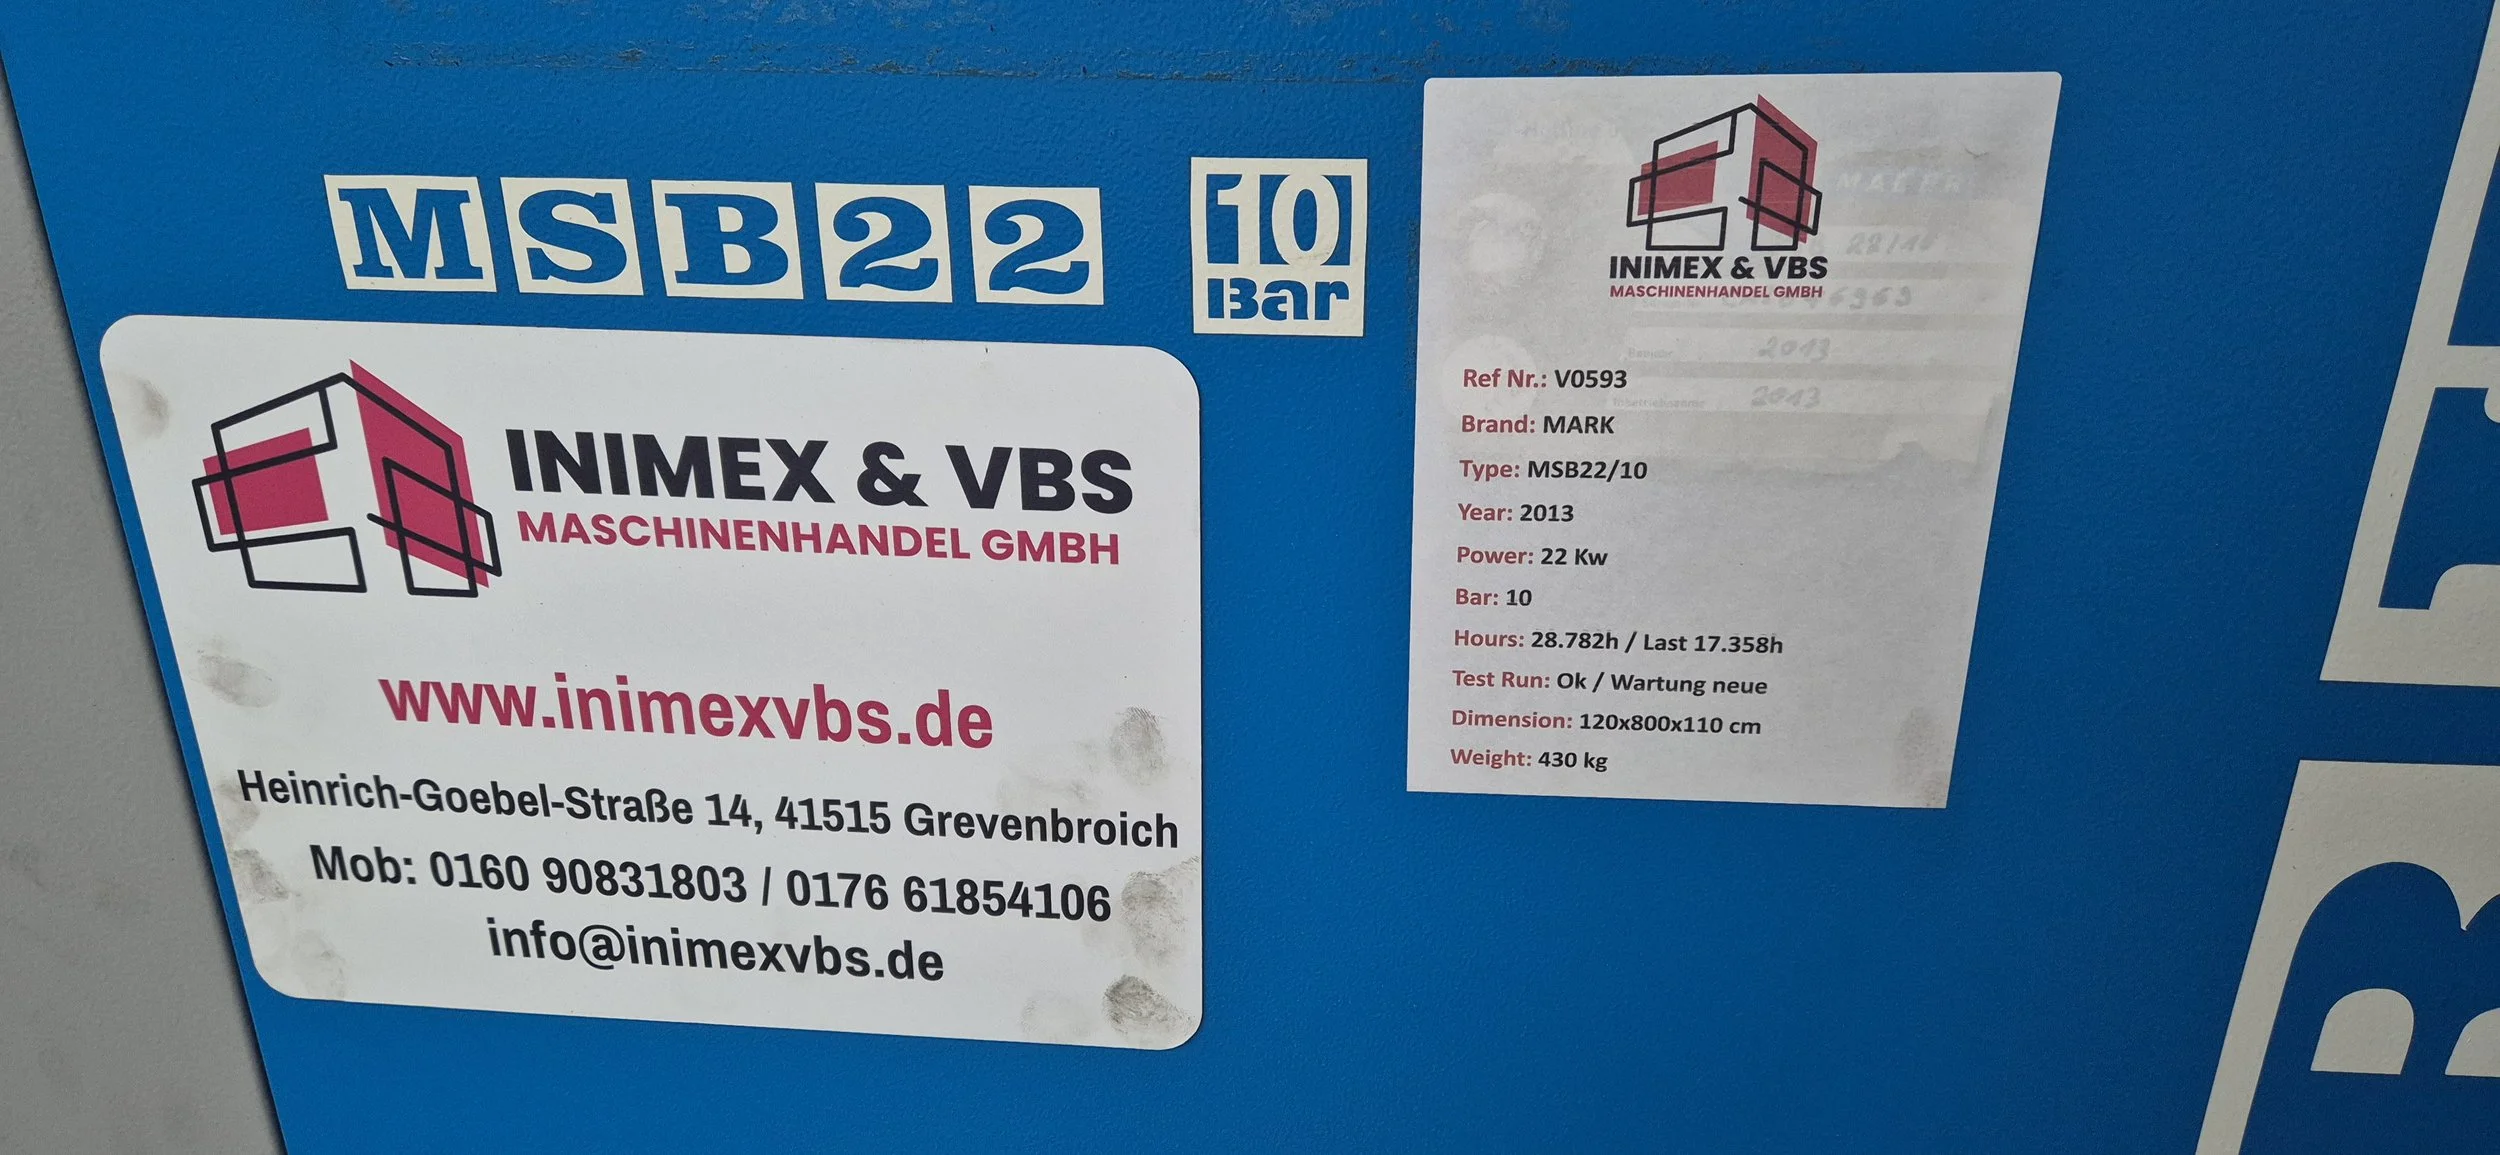 MSB22
10
Bar
INIMEX & VBS
MASCHINENHANDEL GMBH
www.inimexvbs.de
Heinrich-Goebel-Straße 14, 41515 Grevenbroich
Mob: 0160 90831803 / 0176 61854106
info@inimexvbs.de
INIMEX & VBS
MASCHINENHANDEL GMBH
Ref Nr.: V0593
Brand: MARK
Type: MSB22/10
Year: 2013
Power: 22 Kw
Bar: 10
Hours: 28.782h / Last 17.358h
Test Run: Ok / Wartung neue
Dimension: 120x800x110 cm
Weight: 430 kg
2013
2013